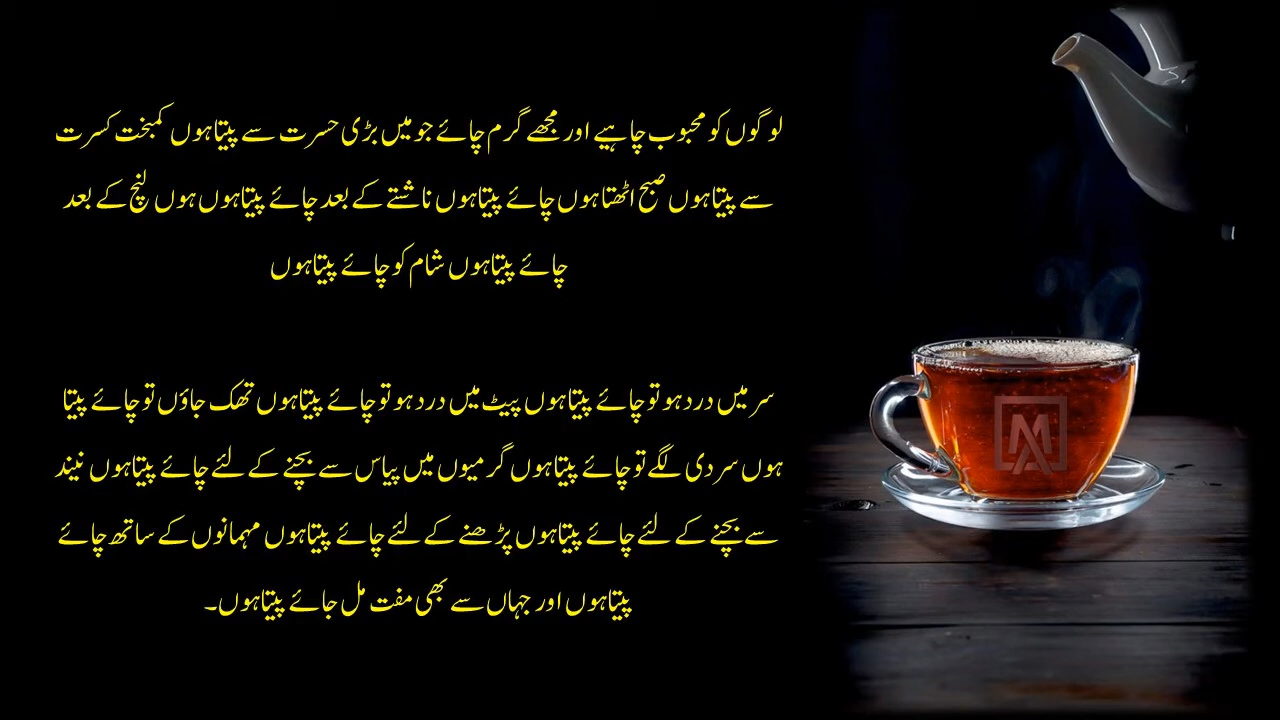 لوگوں کو محبوب چاہیے اور مجھے گرم چائے جو میں بڑی حسرت سے پیتا ہوں کمبخت کسرت
سے پیتا ہوں صبح اٹھتا ہوں چائے پیتا ہوں ناشتے کے بعد چائے پیتا ہوں ہوں لنچ کے بعد
چائے پیتا ہوں شام کو چائے پیتا ہوں
سر میں درد ہو تو چائے پیتا ہوں پیٹ میں درد ہو تو چائے پیتا ہوں تھک جاؤں تو چائے پیتا
ہوں سردی لگے تو چائے پیتا ہوں گرمیوں میں پیاس سے بچنے کے لئے چائے پیتا ہوں نیند
سے بچنے کے لئے چائے پیتا ہوں پڑھنے کے لئے چائے پیتا ہوں مہمانوں کے ساتھ چائے
پیتا ہوں اور جہاں سے بھی مفت مل جائے پیتا ہوں۔
MA